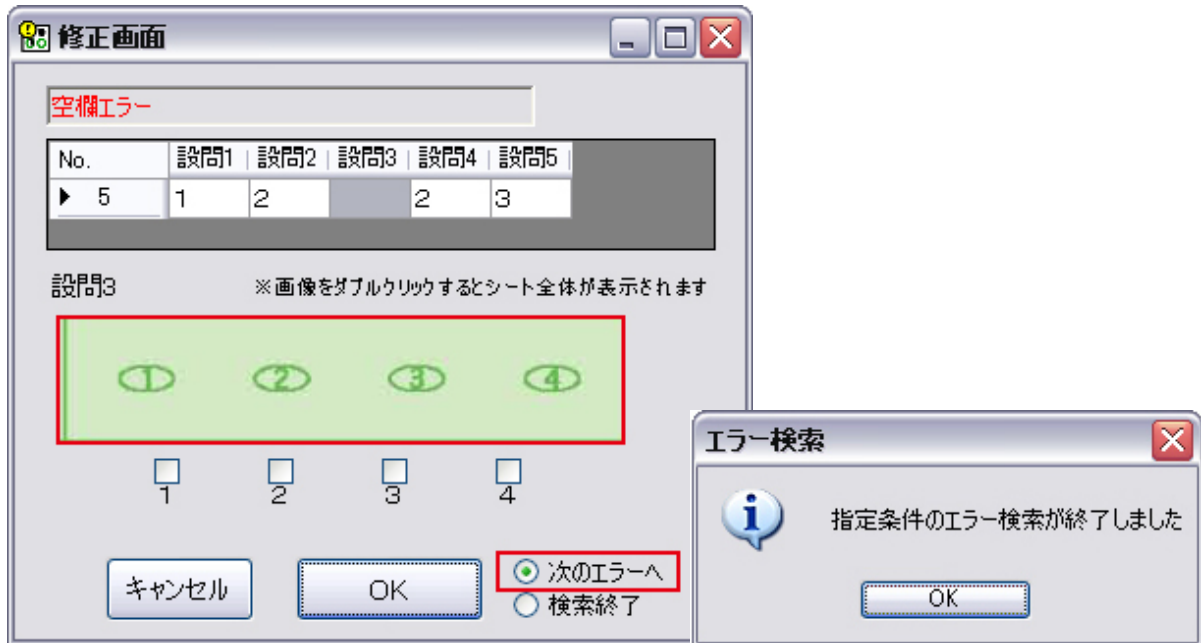 修正画面
空欄エラー
No. 設問1 設問2 設問3 設問4 設問5
5 1 2 2 3
設問3 ※画像をダブルクリックするとシート全体が表示されます
1 2 3 4
1 2 3 4
キャンセル OK 次のエラーへ
検索終了
エラー検索
指定条件のエラー検索が終了しました
OK